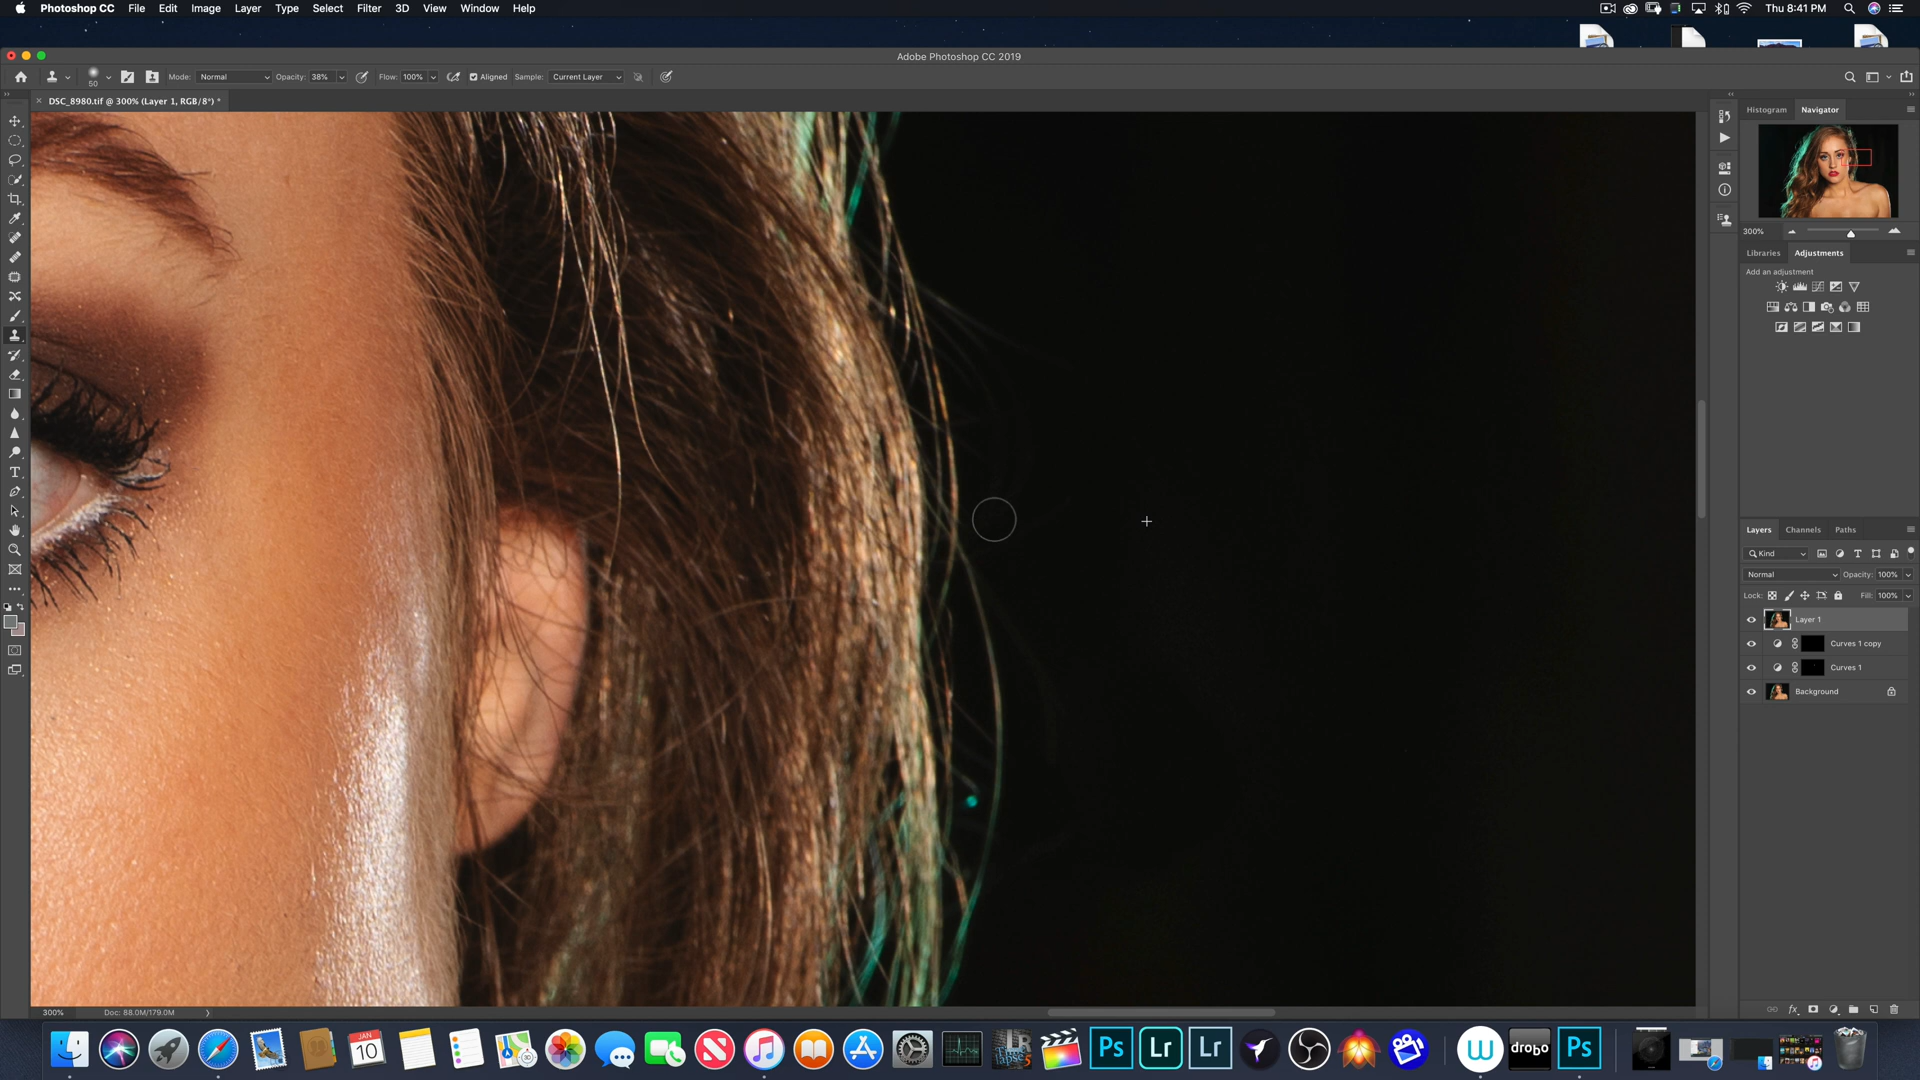 Photoshop CC File Edit Image Layer Type Select Filter 3D View Window Help Thu 8:41 PM
Adobe Photoshop CC 2019
50 Mode: Normal Opacity: 38% Flow: 100% Aligned Sample: Current Layer
DSC_8980.tif @ 300% (Layer 1, RGB/8*) *
Histogram Navigator
300%
Libraries Adjustments
Add an adjustment
Layers Channels Paths
Kind
Normal Opacity: 100%
Lock: Fill: 100%
Layer 1
Curves 1 copy
Curves 1
Background
300% Doc: 88.0M/179.0M
JAN
10
Ps
Lr
Lr
drobo
Ps